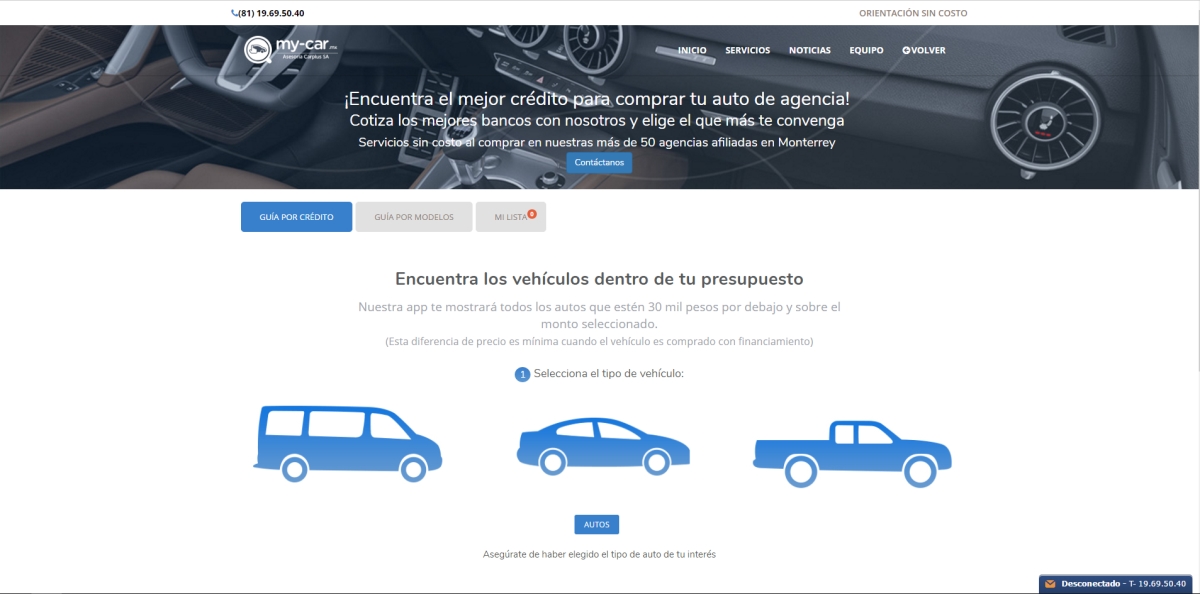 (81) 19.69.50.40
ORIENTACIÓN SIN COSTO
my-car.mx
Asesoría Carplus SA
INICIO SERVICIOS NOTICIAS EQUIPO VOLVER
¡Encuentra el mejor crédito para comprar tu auto de agencia!
Cotiza los mejores bancos con nosotros y elige el que más te convenga
Servicios sin costo al comprar en nuestras más de 50 agencias afiliadas en Monterrey
Contáctanos
GUÍA POR CRÉDITO
GUÍA POR MODELOS
MI LISTA 0
Encuentra los vehículos dentro de tu presupuesto
Nuestra app te mostrará todos los autos que estén 30 mil pesos por debajo y sobre el
monto seleccionado.
(Esta diferencia de precio es mínima cuando el vehículo es comprado con financiamiento)
1 Selecciona el tipo de vehículo:
AUTOS
Asegúrate de haber elegido el tipo de auto de tu interés
Desconectado - T- 19.69.50.40